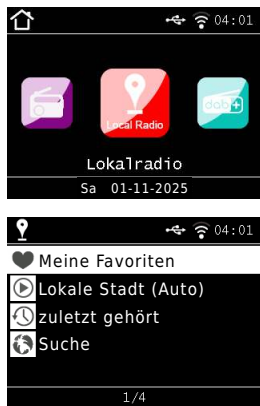 04:01
Local Radio
dab+
Lokalradio
Sa 01-11-2025
04:01
Meine Favoriten
Lokale Stadt (Auto)
zuletzt gehört
Suche
1/4